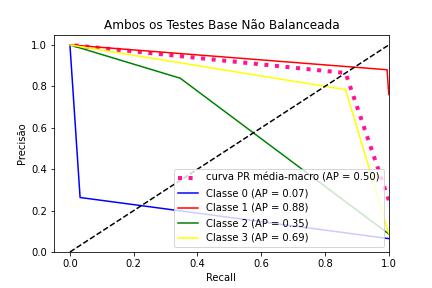 Ambos os Testes Base Não Balanceada
1.0
0.8
0.6
0.4
0.2
0.0
Precisão
curva PR média-macro (AP = 0.50)
Classe 0 (AP = 0.07)
Classe 1 (AP = 0.88)
Classe 2 (AP = 0.35)
Classe 3 (AP = 0.69)
0.0 0.2 0.4 0.6 0.8 1.0
Recall